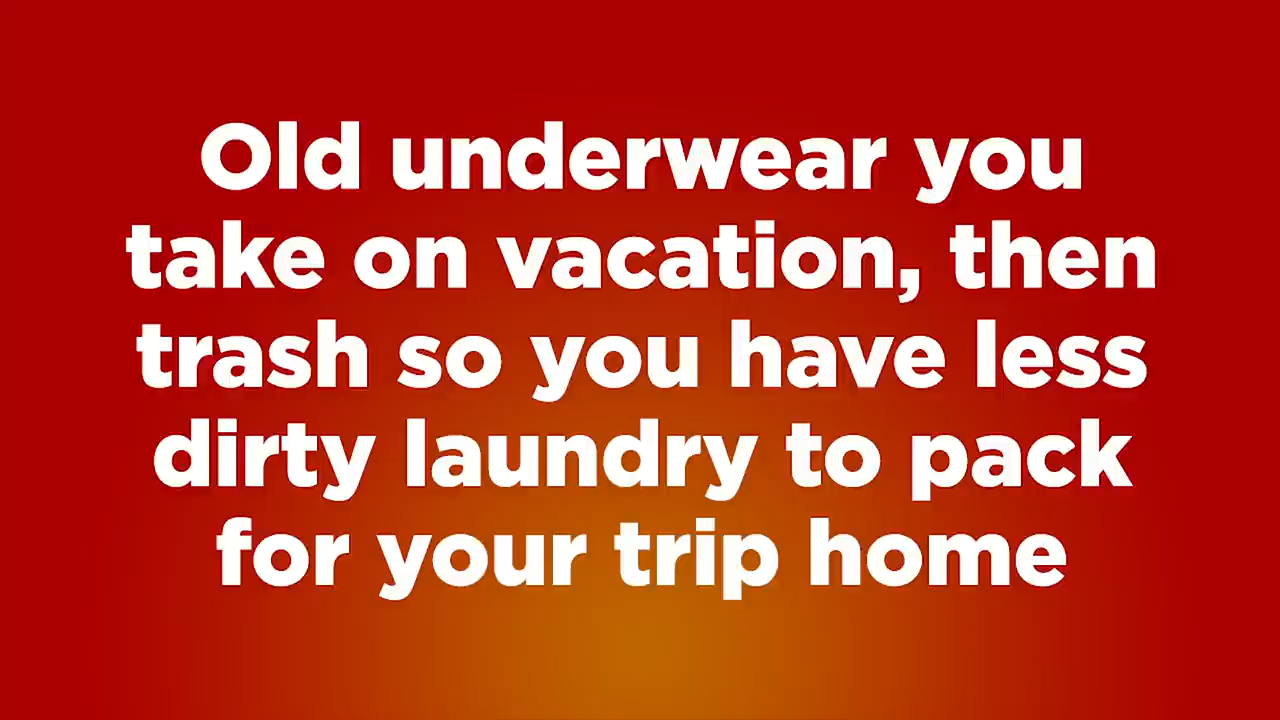 Old underwear you
take on vacation, then
trash so you have less
dirty laundry to pack
for your trip home